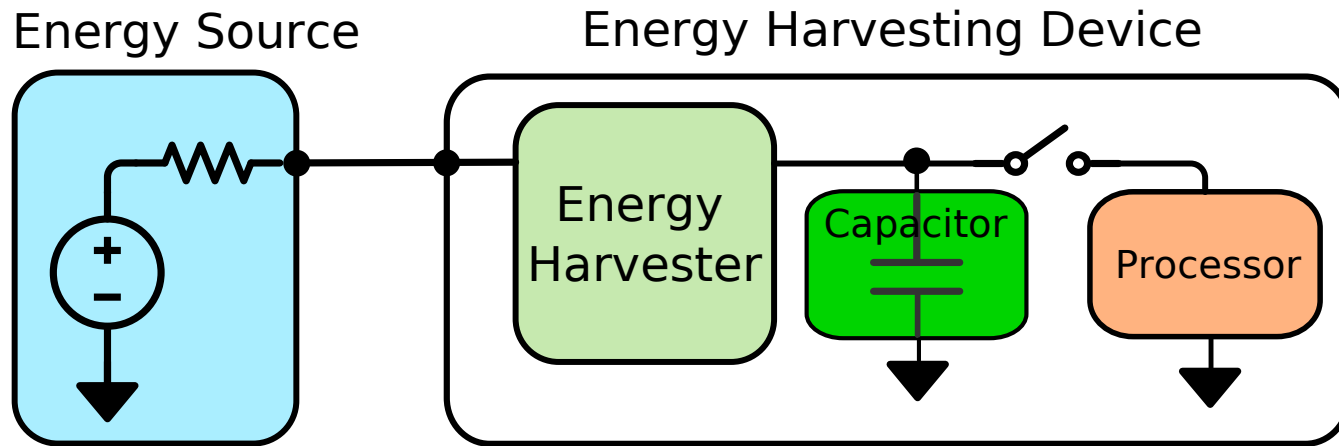 Energy Source
Energy Harvesting Device
Energy
Harvester
Capacitor
Processor
+
−